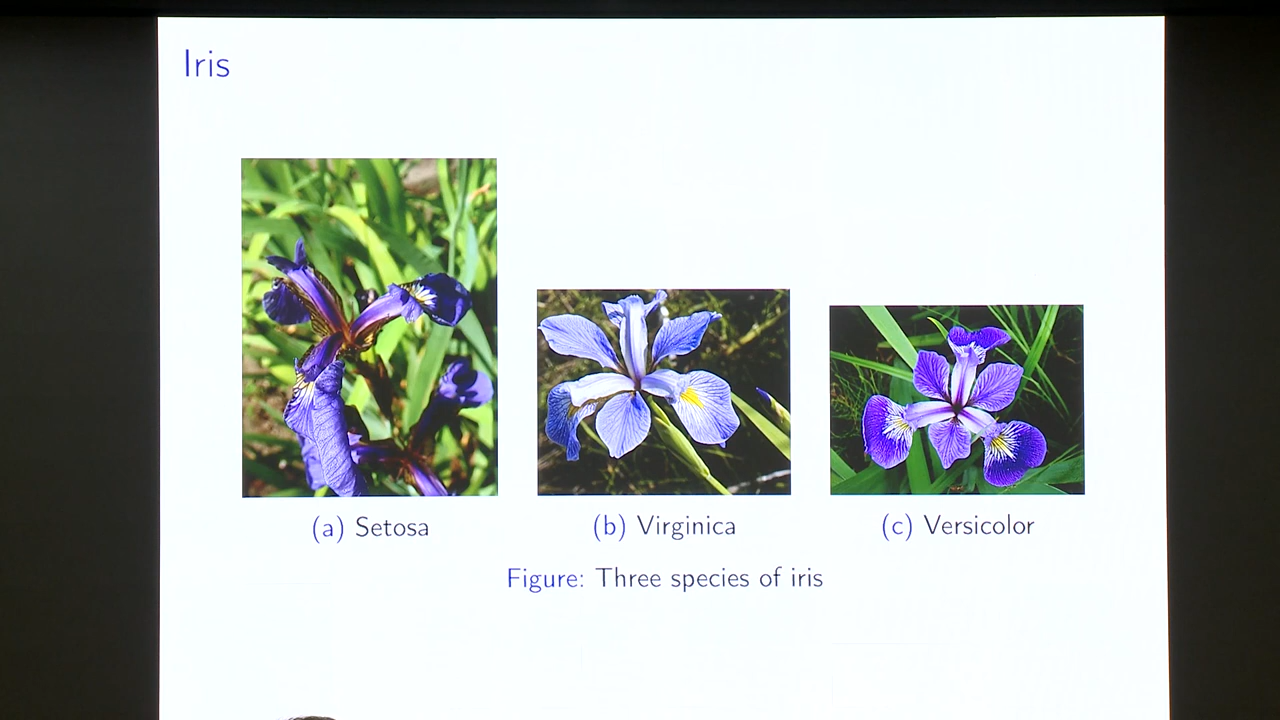 Iris
(a) Setosa
(b) Virginica
(c) Versicolor
Figure: Three species of iris